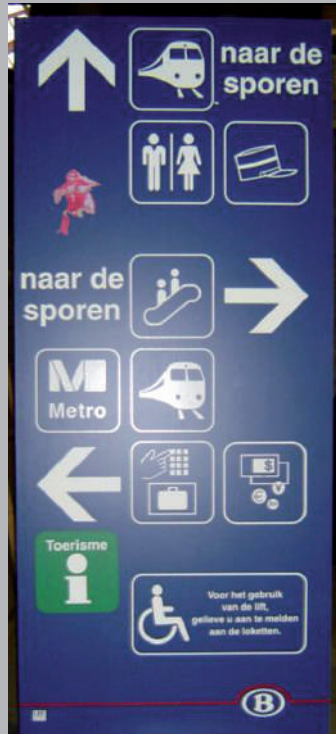 naar de
sporen
naar de
sporen
M
Metro
$
Toerisme
i
Voor het gebruik
van de lift,
gelieve u aan te melden
aan de loketten.
B